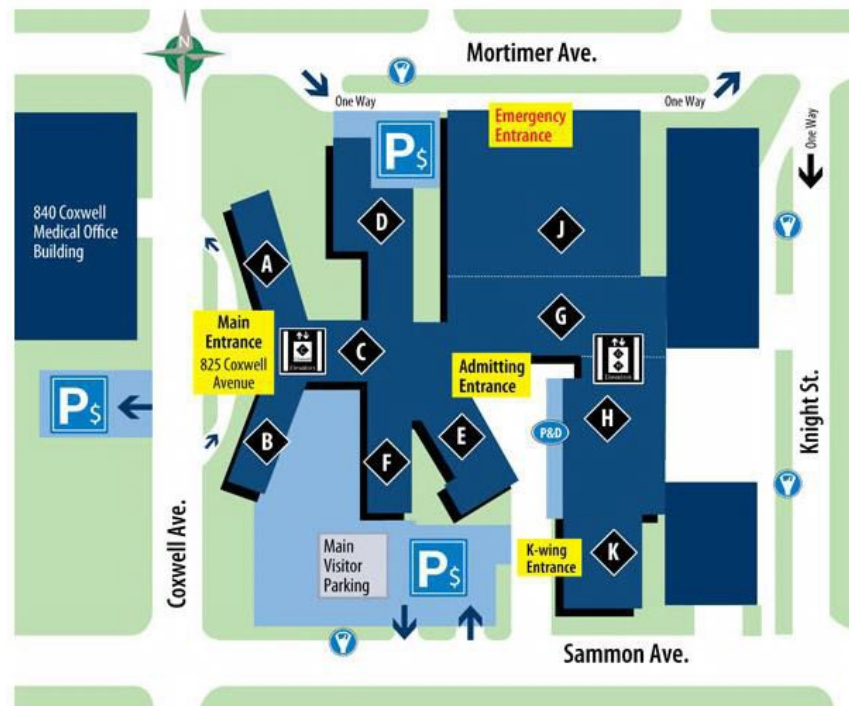 N
Mortimer Ave.
One Way
One Way
One Way
Emergency
Entrance
P$
840 Coxwell
Medical Office
Building
D
J
A
G
Main
Entrance
825 Coxwell
Avenue
C
Admitting
Entrance
P$
B
F
E
P&D
H
Knight St.
Coxwell Ave.
Main
Visitor
Parking
P$
K-wing
Entrance
K
Sammon Ave.